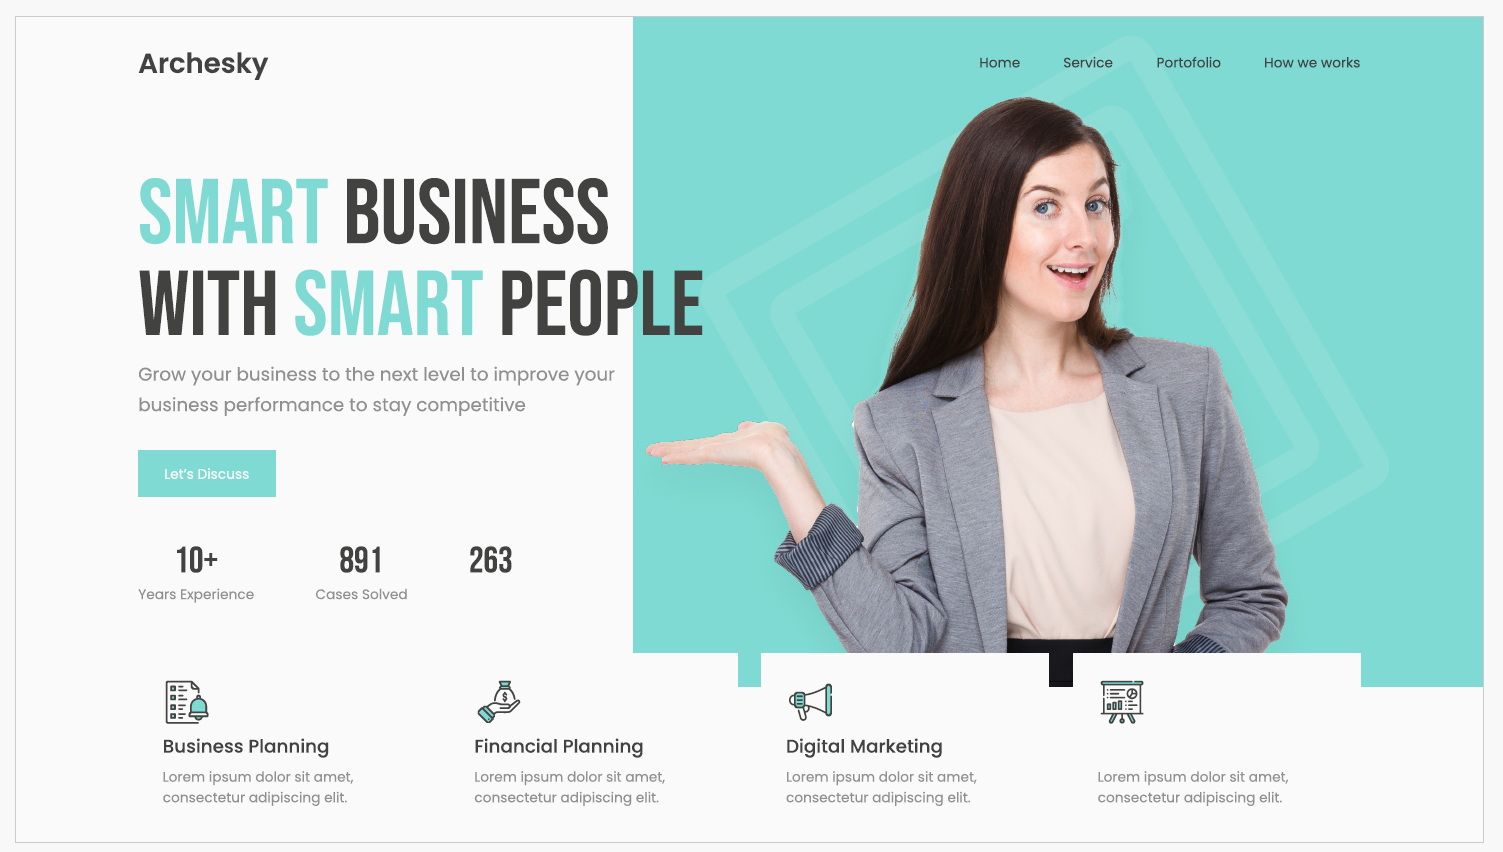 Archesky
Home
Service
Portofolio
How we works
SMART BUSINESS
WITH SMART PEOPLE
Grow your business to the next level to improve your
business performance to stay competitive
Let's Discuss
10+
Years Experience
891
Cases Solved
263
Business Planning
Lorem ipsum dolor sit amet,
consectetur adipiscing elit.
Financial Planning
Lorem ipsum dolor sit amet,
consectetur adipiscing elit.
Digital Marketing
Lorem ipsum dolor sit amet,
consectetur adipiscing elit.
Lorem ipsum dolor sit amet,
consectetur adipiscing elit.